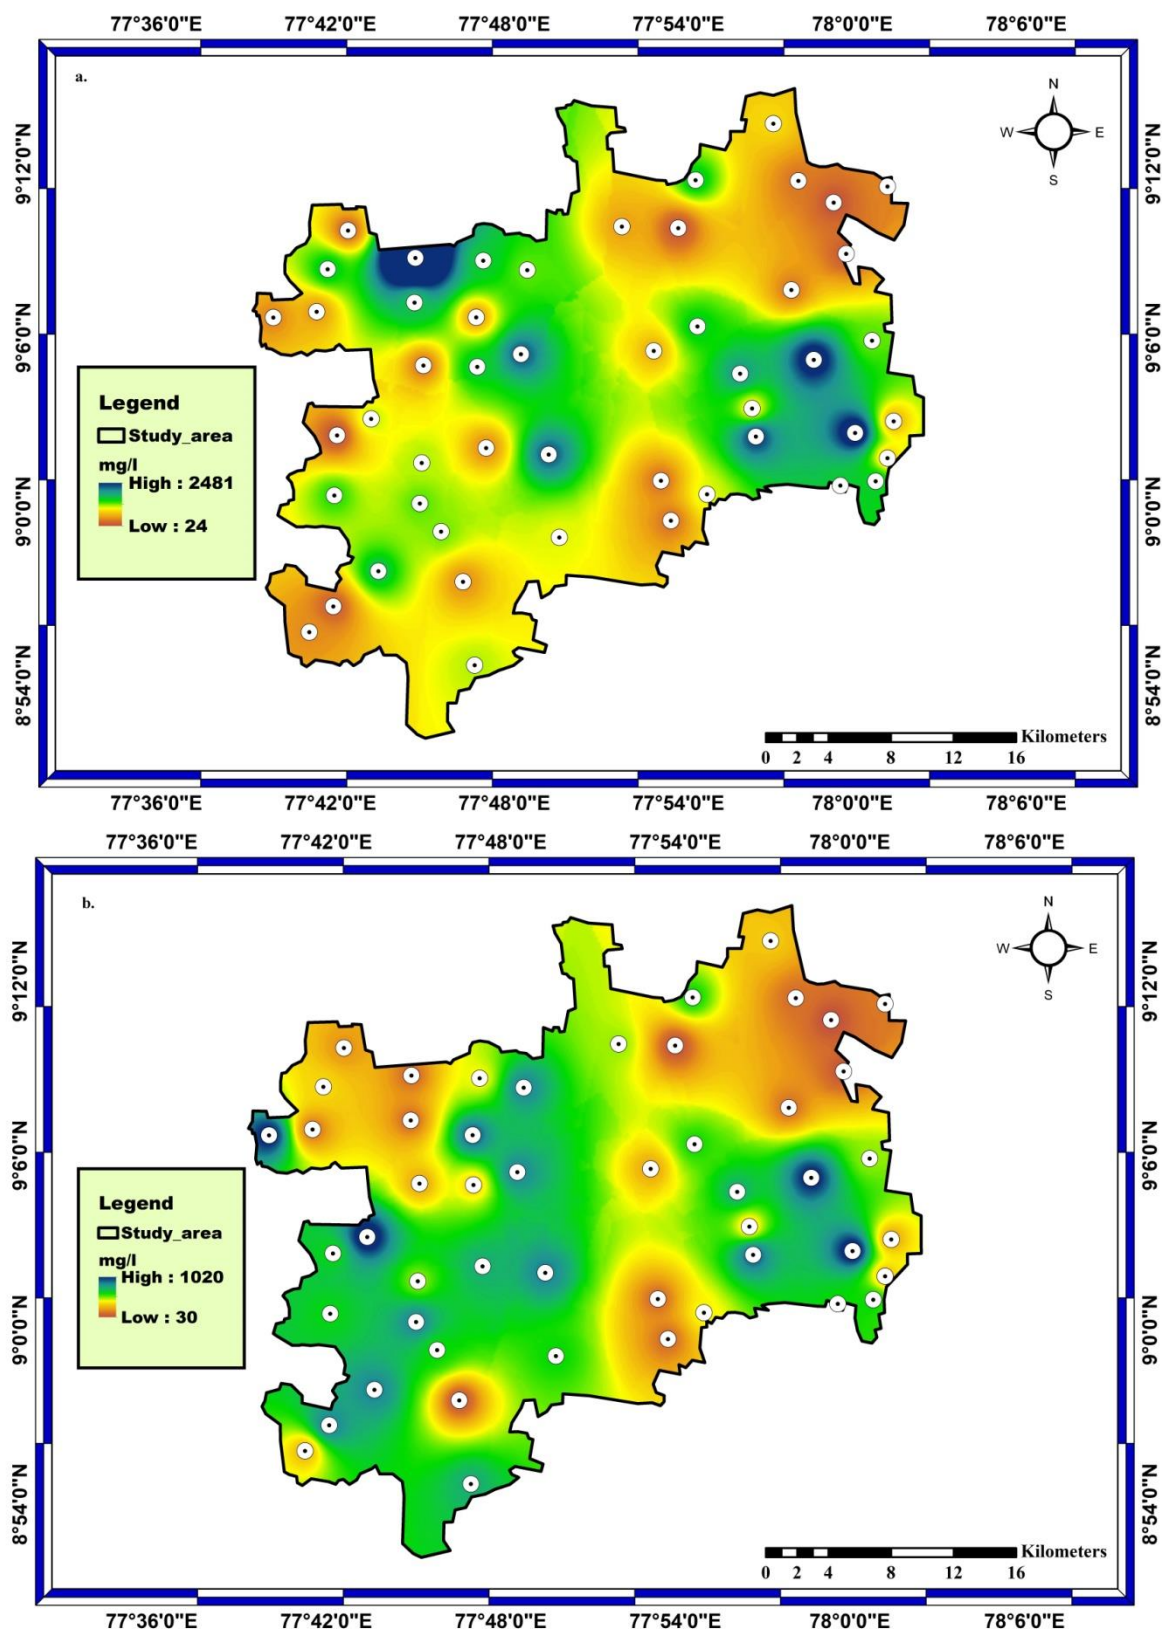 77°36'0"E 77°42'0"E 77°48'0"E 77°54'0"E 78°0'0"E 78°6'0"E
a.
N
W E
S
9°12'0"N 9°12'0"N
9°6'0"N 9°6'0"N
Legend
Study_area
mg/l
High : 2481
Low : 24
9°0'0"N 9°0'0"N
8°54'0"N 8°54'0"N
Kilometers
0 2 4 8 12 16
77°36'0"E 77°42'0"E 77°48'0"E 77°54'0"E 78°0'0"E 78°6'0"E
77°36'0"E 77°42'0"E 77°48'0"E 77°54'0"E 78°0'0"E 78°6'0"E
b.
N
W E
S
9°12'0"N 9°12'0"N
9°6'0"N 9°6'0"N
Legend
Study_area
mg/l
High : 1020
Low : 30
9°0'0"N 9°0'0"N
8°54'0"N 8°54'0"N
Kilometers
0 2 4 8 12 16
77°36'0"E 77°42'0"E 77°48'0"E 77°54'0"E 78°0'0"E 78°6'0"E